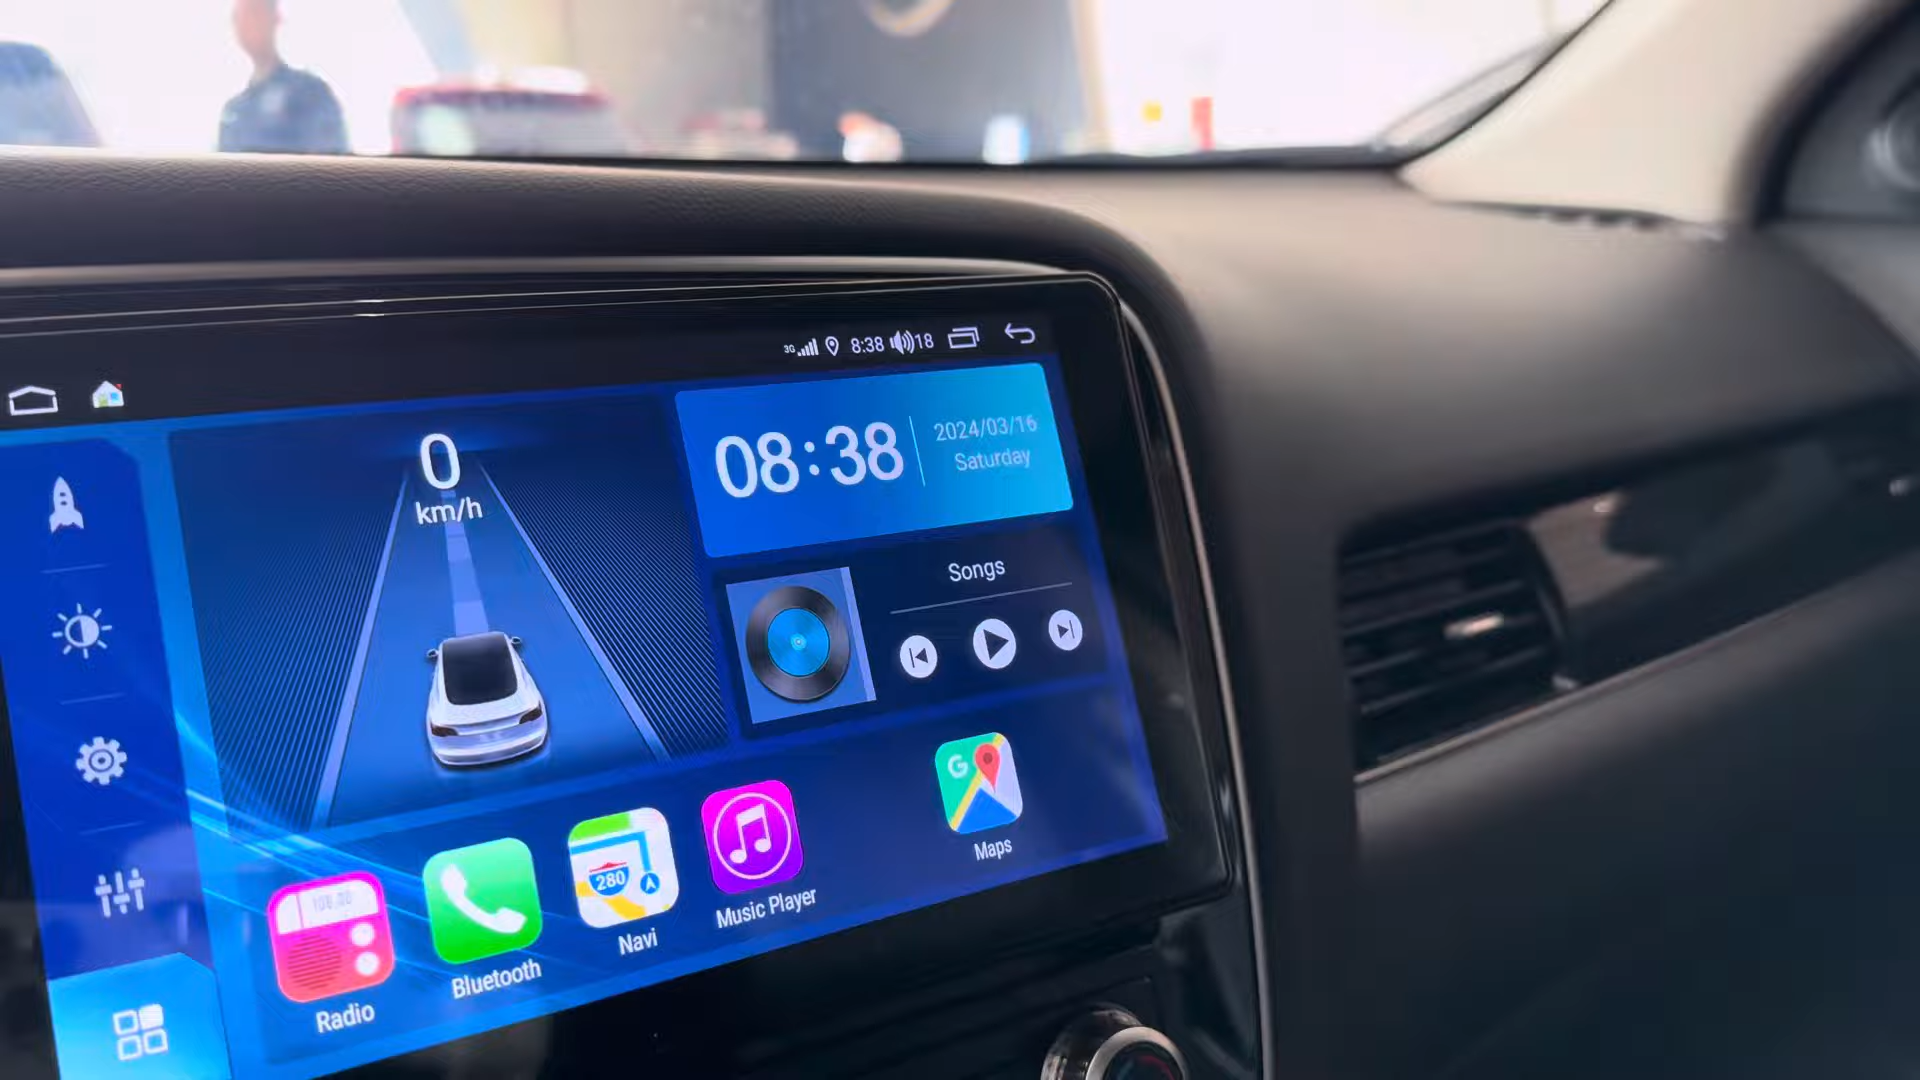 3G 8:38 18
0
km/h
08:38
2024/03/16
Saturday
Songs
G
280
Radio
Bluetooth
Navi
Music Player
Maps